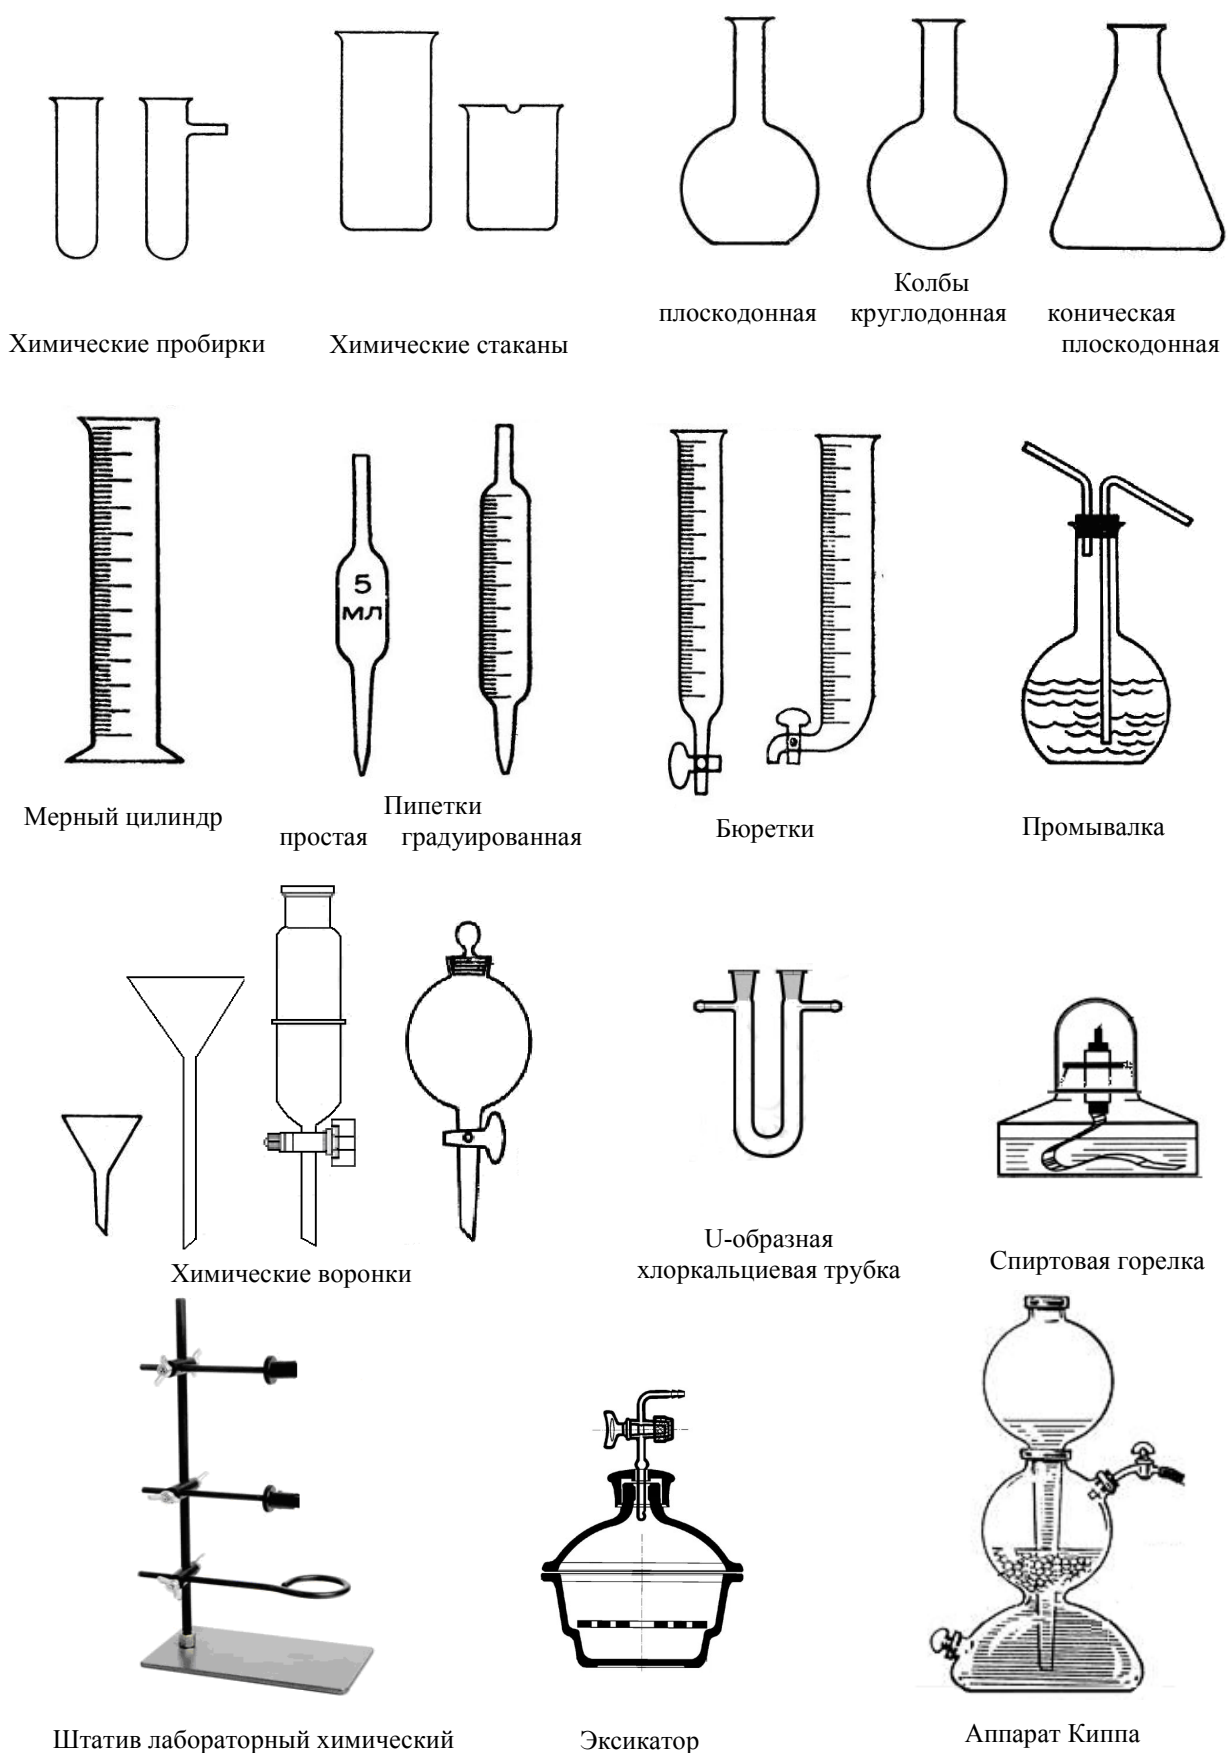 Колбы
плоскодонная круглодонная коническая
плоскодонная
Химические пробирки
Химические стаканы
5
МЛ
Мерный цилиндр
Пипетки
простая градуированная
Бюретки
Промывалка
Химические воронки
U-образная
хлоркальциевая трубка
Спиртовая горелка
Штатив лабораторный химический
Эксикатор
Аппарат Киппа